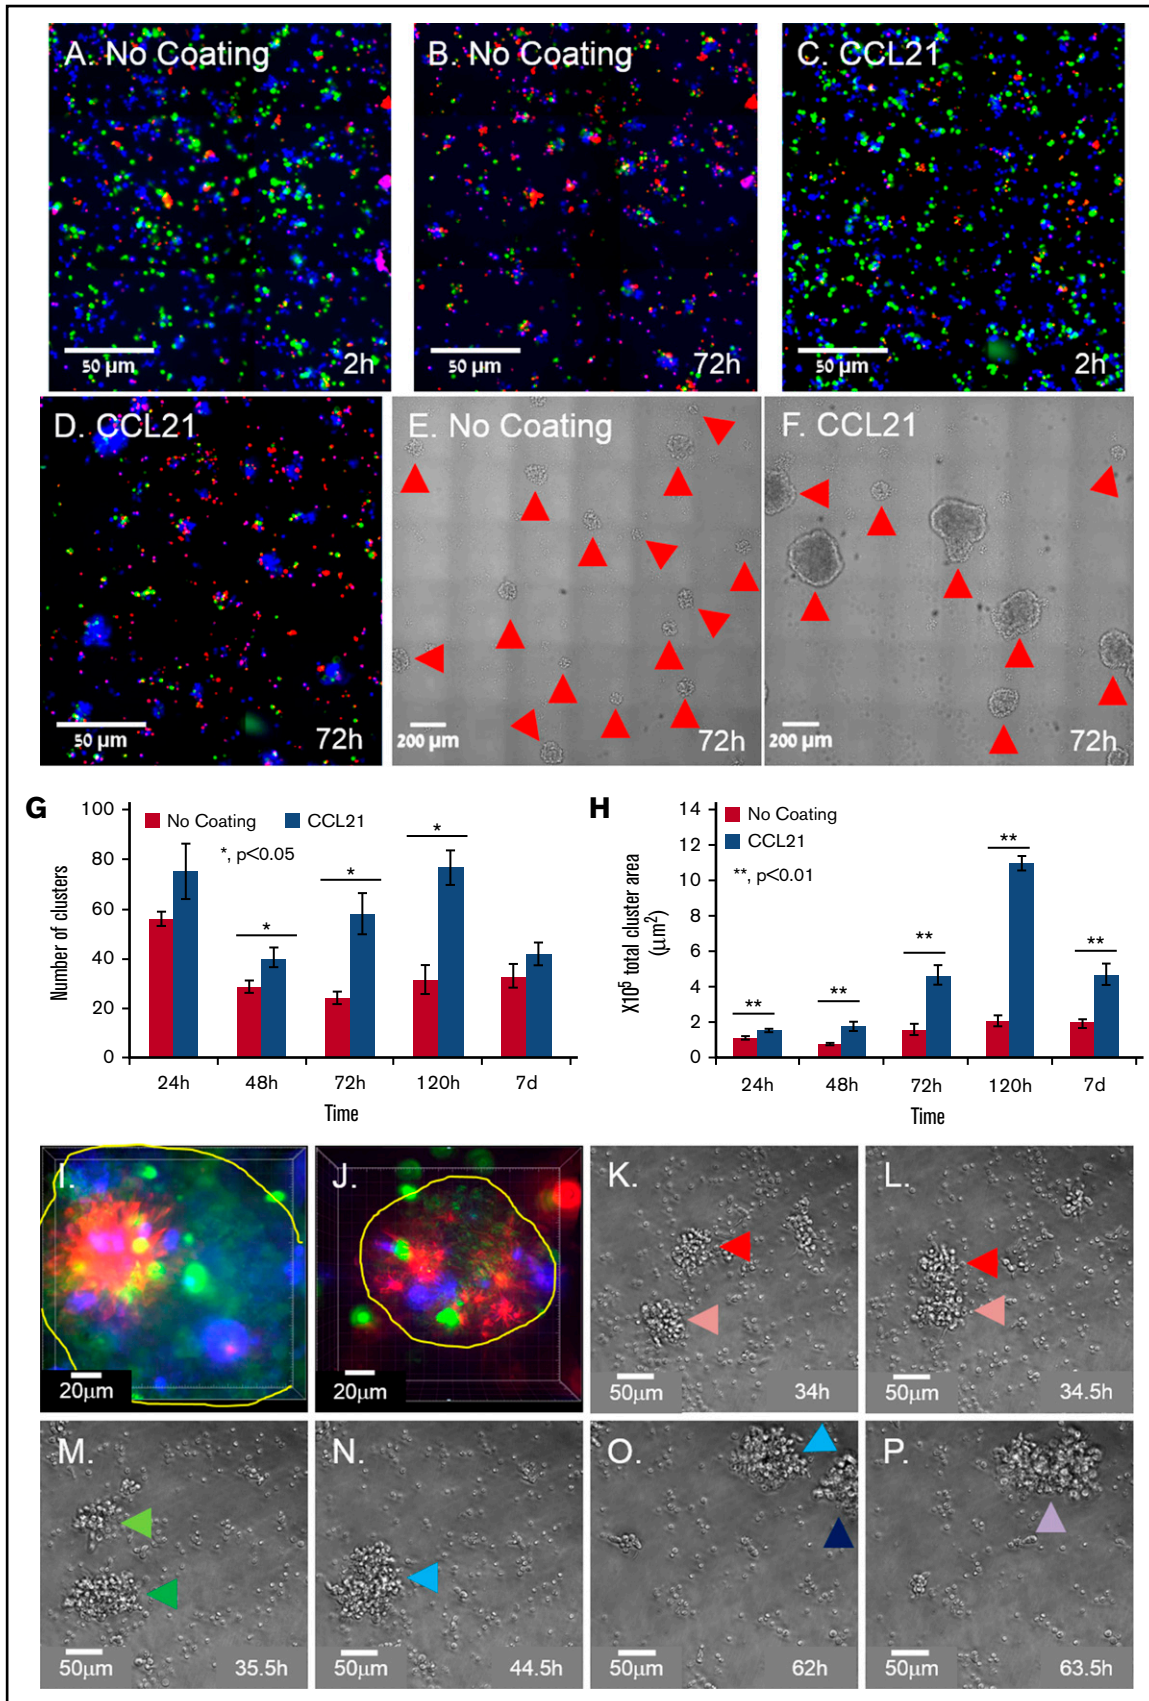 A. No Coating
50 µm
2h
B. No Coating
50 µm
72h
C. CCL21
50 µm
2h
D. CCL21
50 µm
72h
E. No Coating
200 µm
72h
F. CCL21
200 µm
72h
G
100
80
60
40
20
0
Number of clusters
No Coating
CCL21
*, p<0.05
*
*
*
24h
48h
72h
120h
7d
Time
H
14
12
10
8
6
4
2
0
X10⁵ total cluster area
(µm²)
No Coating
CCL21
**, p<0.01
**
**
**
**
**
24h
48h
72h
120h
7d
Time
I.
20µm
J.
20µm
K.
50µm
34h
L.
50µm
34.5h
M.
50µm
35.5h
N.
50µm
44.5h
O.
50µm
62h
P.
50µm
63.5h